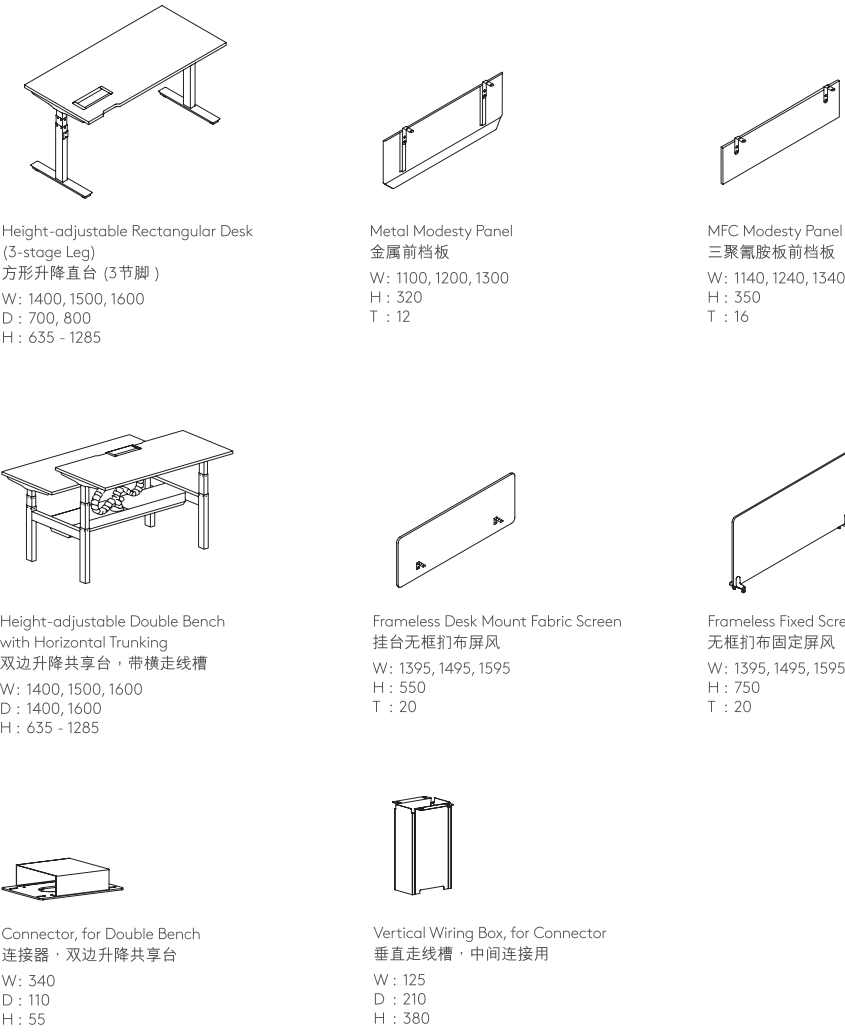 Height-adjustable Rectangular Desk
(3-stage Leg)
方形升降直台 (3节脚 )
W: 1400, 1500, 1600
D : 700, 800
H : 635 - 1285
Metal Modesty Panel
金属前档板
W: 1100, 1200, 1300
H : 320
T : 12
MFC Modesty Panel
三聚氰胺板前档板
W: 1140, 1240, 1340
H : 350
T : 16
Height-adjustable Double Bench
with Horizontal Trunking
双边升降共享台，带横走线槽
W: 1400, 1500, 1600
D : 1400, 1600
H : 635 - 1285
Frameless Desk Mount Fabric Screen
挂台无框扪布屏风
W: 1395, 1495, 1595
H : 550
T : 20
Frameless Fixed
无框扪布固定屏风
W: 1395, 1495, 1595
H : 750
T : 20
Connector, for Double Bench
连接器，双边升降共享台
W: 340
D : 110
H : 55
Vertical Wiring Box, for Connector
垂直走线槽，中间连接用
W : 125
D : 210
H : 380